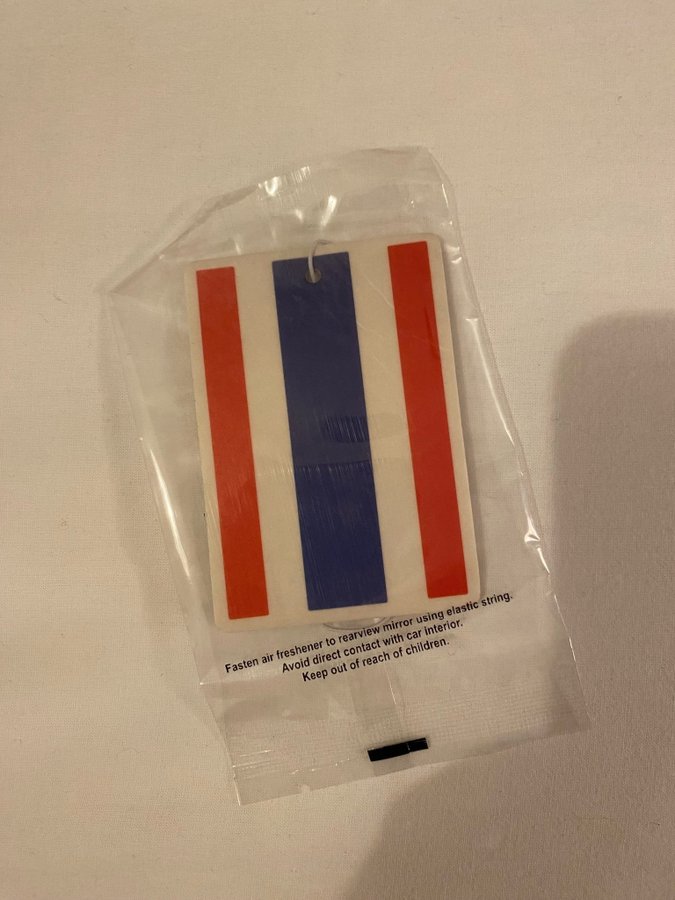 Fasten air freshener to rearview mirror using elastic string.
Avoid direct contact with car interior.
Keep out of reach of children.